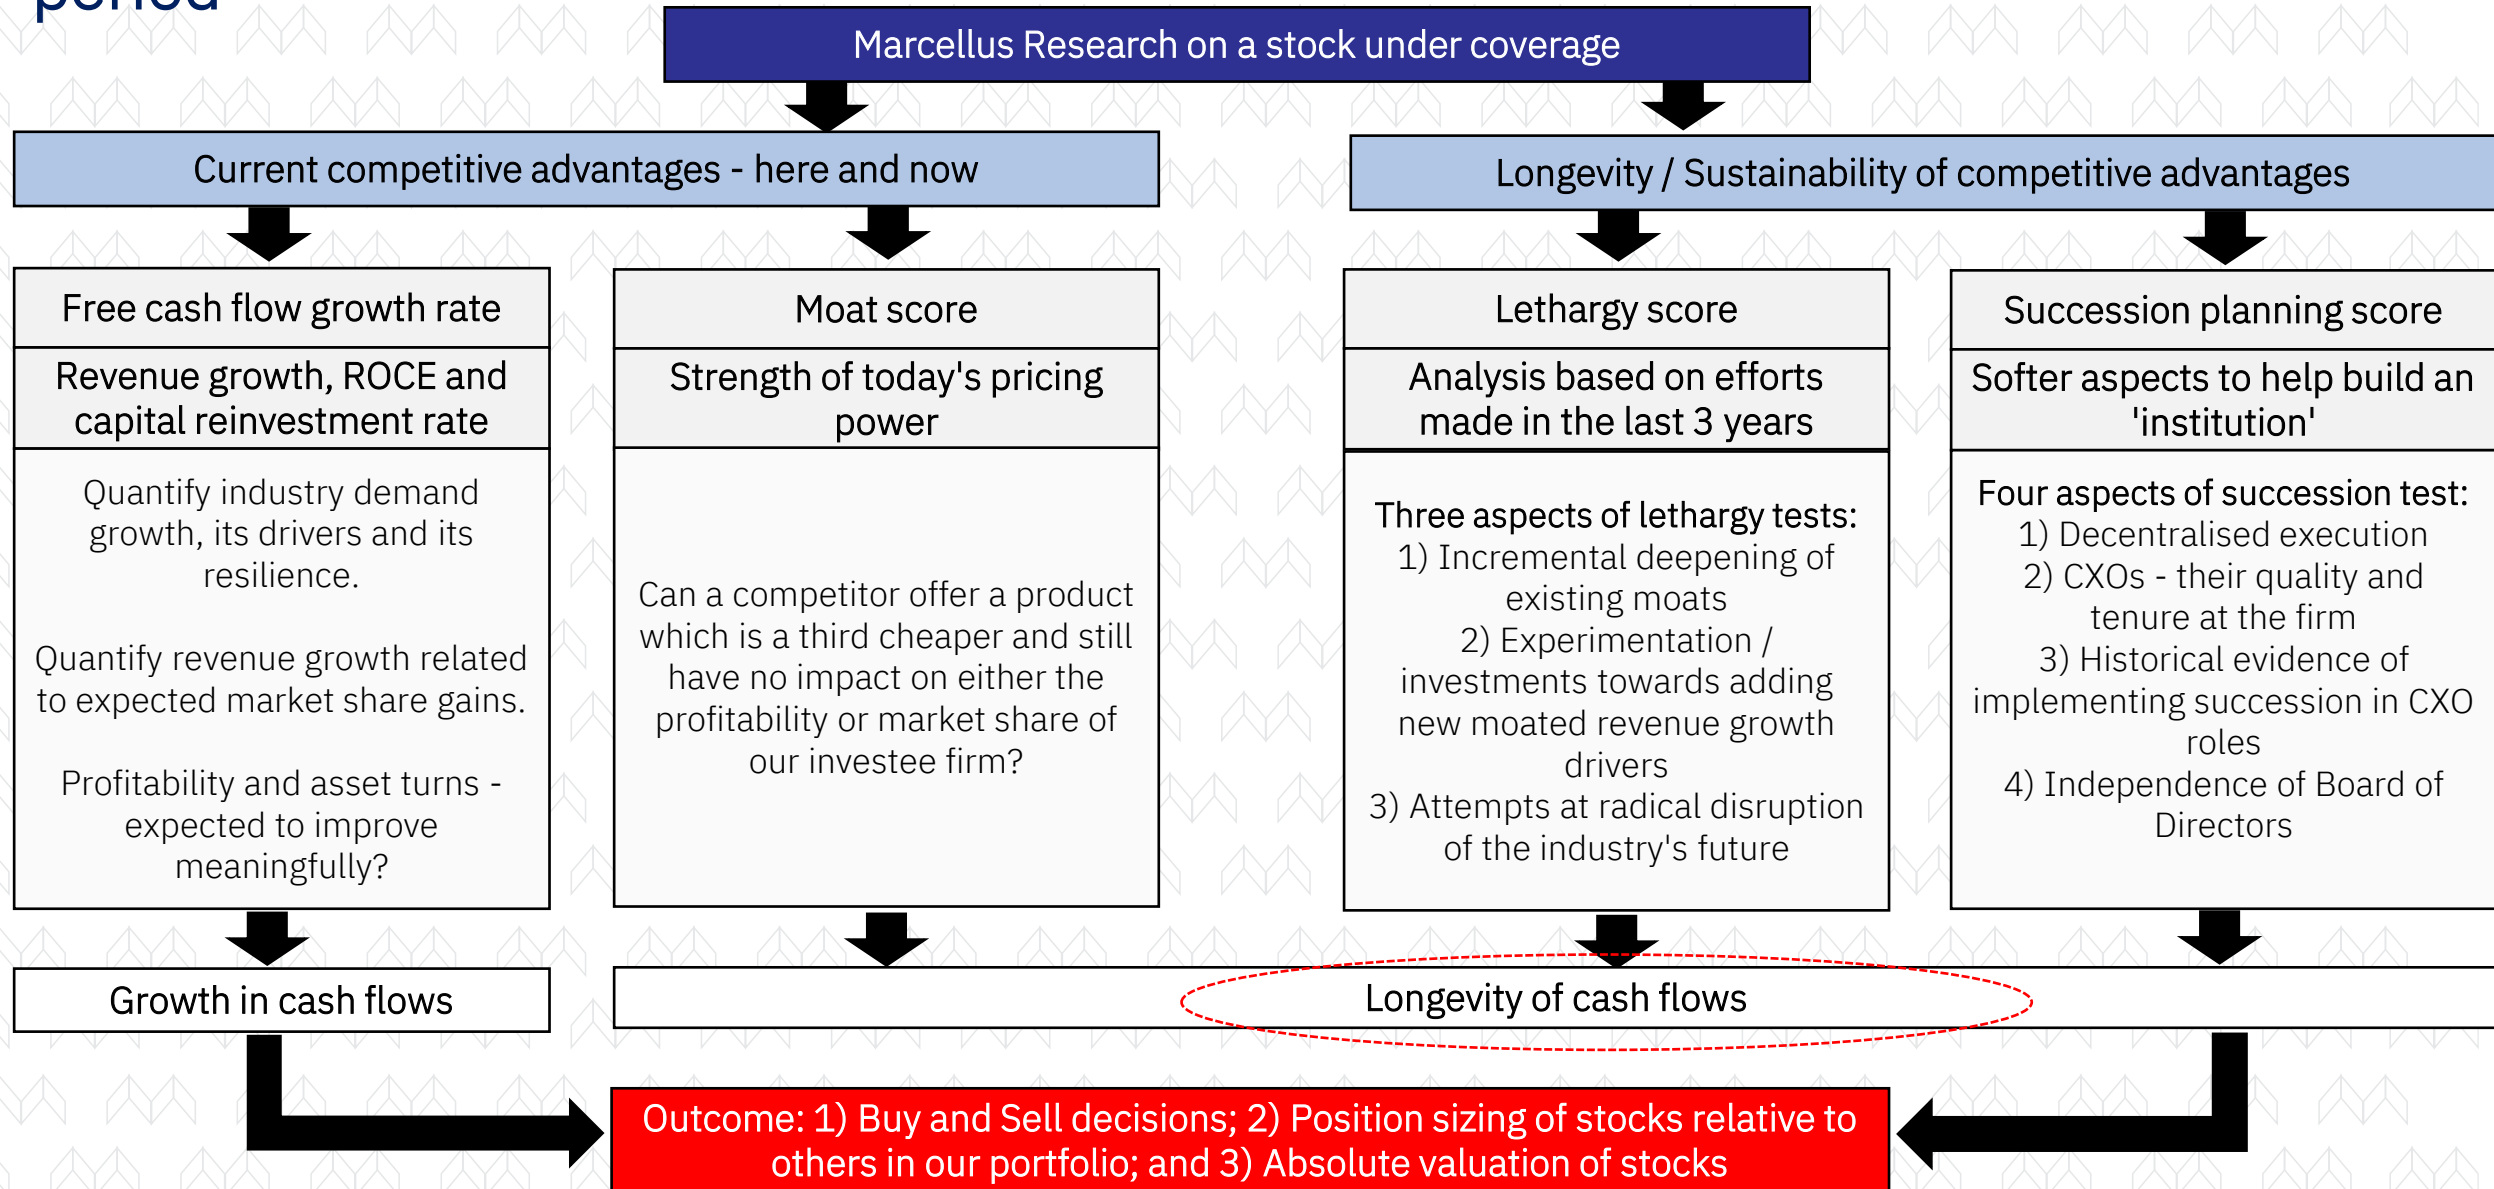 period
Marcellus Research on a stock under coverage
Current competitive advantages - here and now
Longevity / Sustainability of competitive advantages
Free cash flow growth rate
Revenue growth, ROCE and
capital reinvestment rate
Quantify industry demand
growth, its drivers and its
resilience.
Quantify revenue growth related
to expected market share gains.
Profitability and asset turns -
expected to improve
meaningfully?
Moat score
Strength of today's pricing
power
Can a competitor offer a product
which is a third cheaper and still
have no impact on either the
profitability or market share of
our investee firm?
Lethargy score
Analysis based on efforts
made in the last 3 years
Three aspects of lethargy tests:
1) Incremental deepening of
existing moats
2) Experimentation /
investments towards adding
new moated revenue growth
drivers
3) Attempts at radical disruption
of the industry's future
Succession planning score
Softer aspects to help build an
'institution'
Four aspects of succession test:
1) Decentralised execution
2) CXOs - their quality and
tenure at the firm
3) Historical evidence of
implementing succession in CXO
roles
4) Independence of Board of
Directors
Growth in cash flows
Longevity of cash flows
Outcome: 1) Buy and Sell decisions; 2) Position sizing of stocks relative to
others in our portfolio; and 3) Absolute valuation of stocks